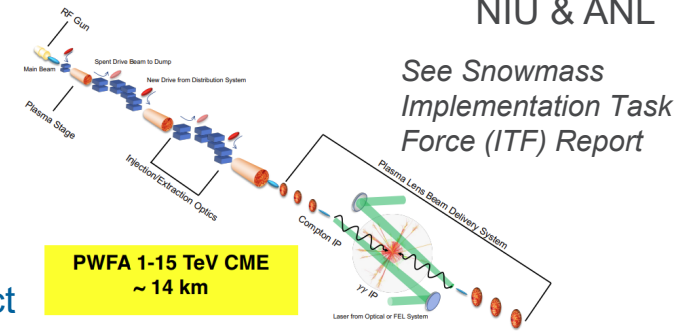 NIU & ANL
See Snowmass
Implementation Task
Force (ITF) Report
RF Gun
Main Beam
Spent Drive Beam to Dump
New Drive from Distribution System
Plasma Stage
Injection/Extraction Optics
Plasma Lens Beam Delivery System
Compton IP
γγ IP
Laser from Optical or FEL System
PWFA 1-15 TeV CME
~ 14 km
ct